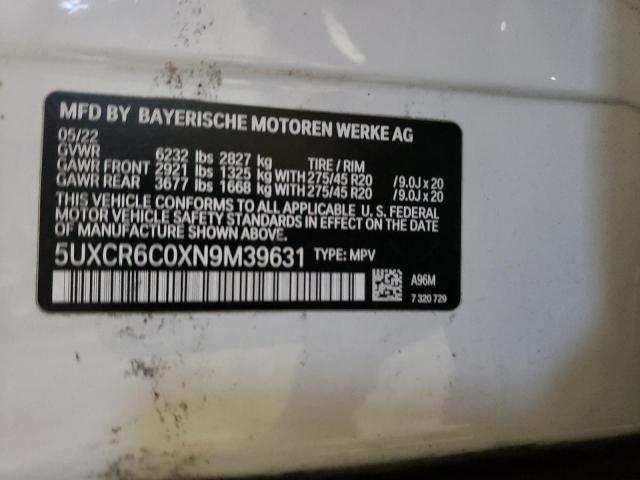 MFD BY BAYERISCHE MOTOREN WERKE AG
05/22
GVWR 6232 lbs 2827 kg TIRE / RIM
GAWR FRONT 2921 lbs 1325 kg WITH 275/45 R20 / 9.0J x 20
GAWR REAR 3677 lbs 1668 kg WITH 275/45 R20 / 9.0J x 20
THIS VEHICLE CONFORMS TO ALL APPLICABLE U. S. FEDERAL
MOTOR VEHICLE SAFETY STANDARDS IN EFFECT ON THE DATE
OF MANUFACTURE SHOWN ABOVE.
5UXCR6C0XN9M39631 TYPE: MPV
A96M
7 320 729